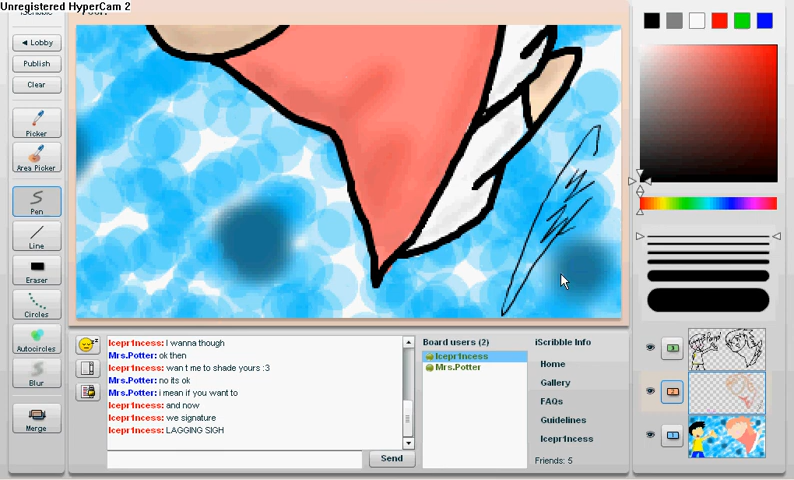 Unregistered HyperCam 2
Lobby
Publish
Clear
Picker
Area Picker
Pen
Line
Eraser
Circles
Autocircles
Blur
Merge
Icepr1ncess: I wanna though
Mrs.Potter: ok then
Icepr1ncess: wan t me to shade yours :3
Mrs.Potter: no its ok
Mrs.Potter: i mean if you want to
Icepr1ncess: and now
Icepr1ncess: we signature
Icepr1ncess: LAGGING SIGH
Send
Board users (2)
Icepr1ncess
Mrs.Potter
iScribble Info
Home
Gallery
FAQs
Guidelines
Icepr1ncess
Friends: 5
3
2
1